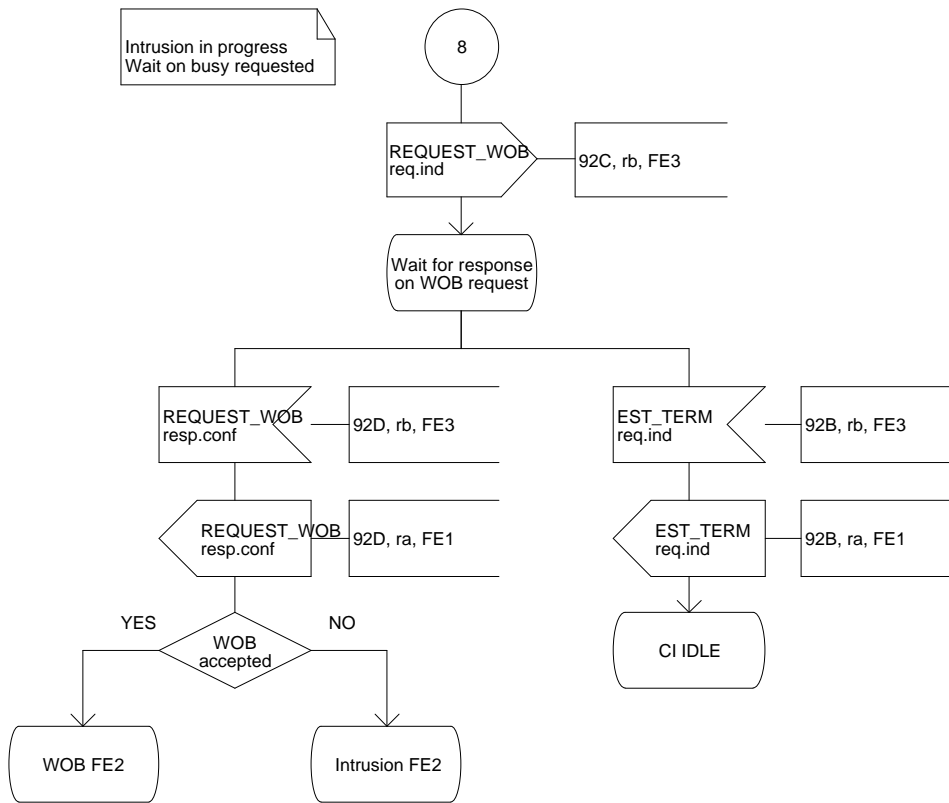 Intrusion in progress
Wait on busy requested
8
REQUEST_WOB
req.ind
92C, rb, FE3
Wait for response
on WOB request
REQUEST_WOB
resp.conf
92D, rb, FE3
EST_TERM
req.ind
92B, rb, FE3
REQUEST_WOB
resp.conf
92D, ra, FE1
EST_TERM
req.ind
92B, ra, FE1
YES
NO
WOB
accepted
CI IDLE
WOB FE2
Intrusion FE2